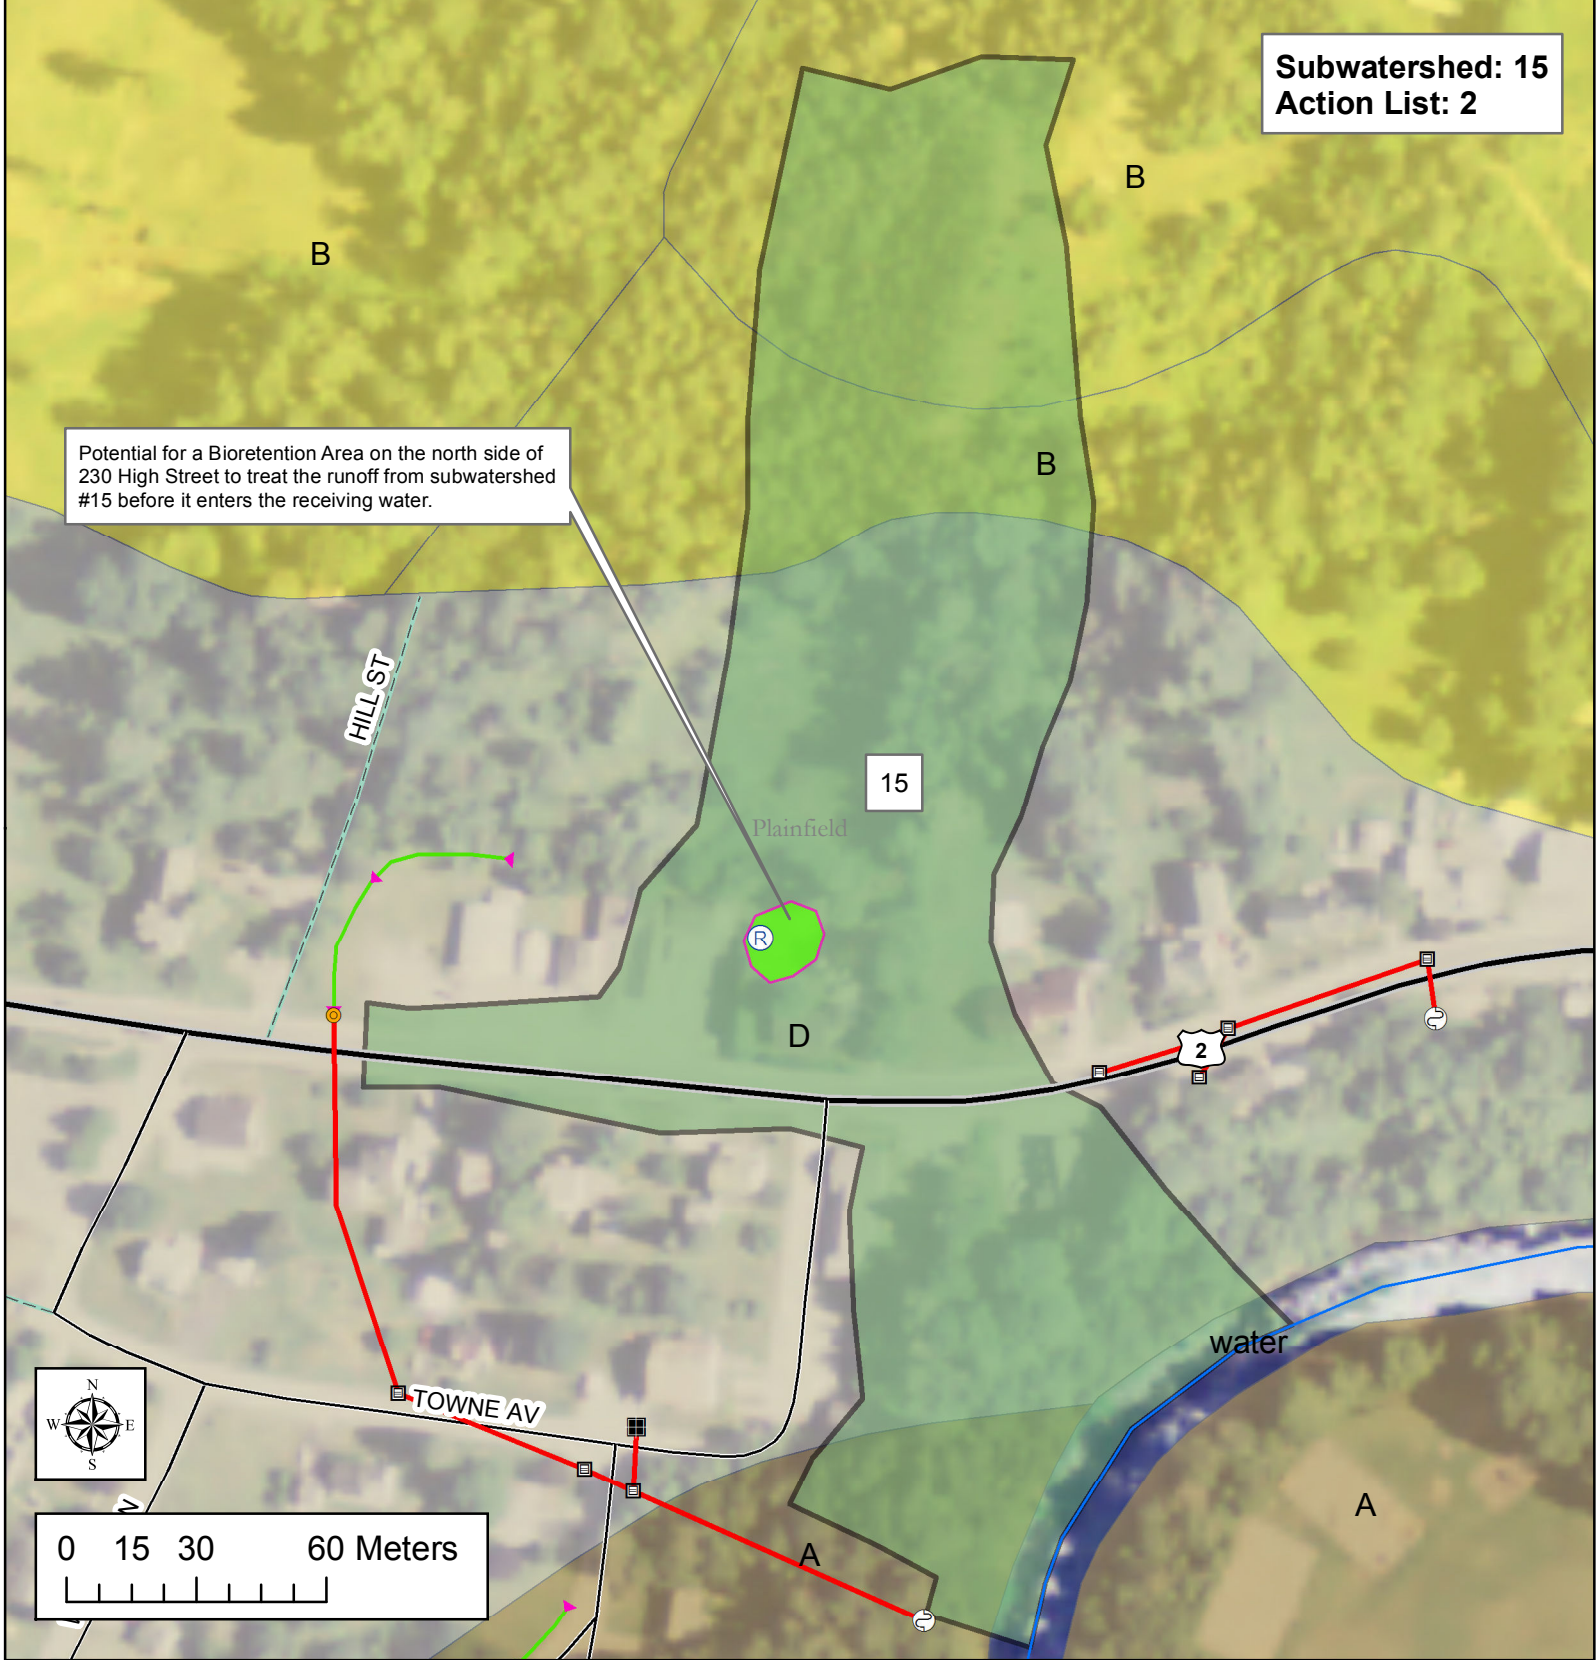 Subwatershed: 15
Action List: 2
B
B
Potential for a Bioretention Area on the north side of
230 High Street to treat the runoff from subwatershed
#15 before it enters the receiving water.
B
HILL ST
15
Plainfield
R
D
2
water
TOWNE AV
N
W E
S
A
N
A
0 15 30 60 Meters